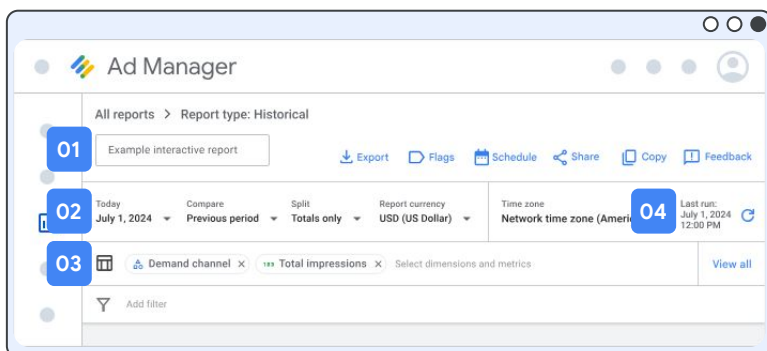 Ad Manager
All reports > Report type: Historical
01
Example interactive report
Export
Flags
Schedule
Share
Copy
Feedback
02
Today
July 1, 2024
Compare
Previous period
Split
Totals only
Report currency
USD (US Dollar)
Time zone
Network time zone (Ameri
04
Last run:
July 1, 2024
12:00 PM
03
Demand channel X
123 Total impressions X
Select dimensions and metrics
View all
Add filter